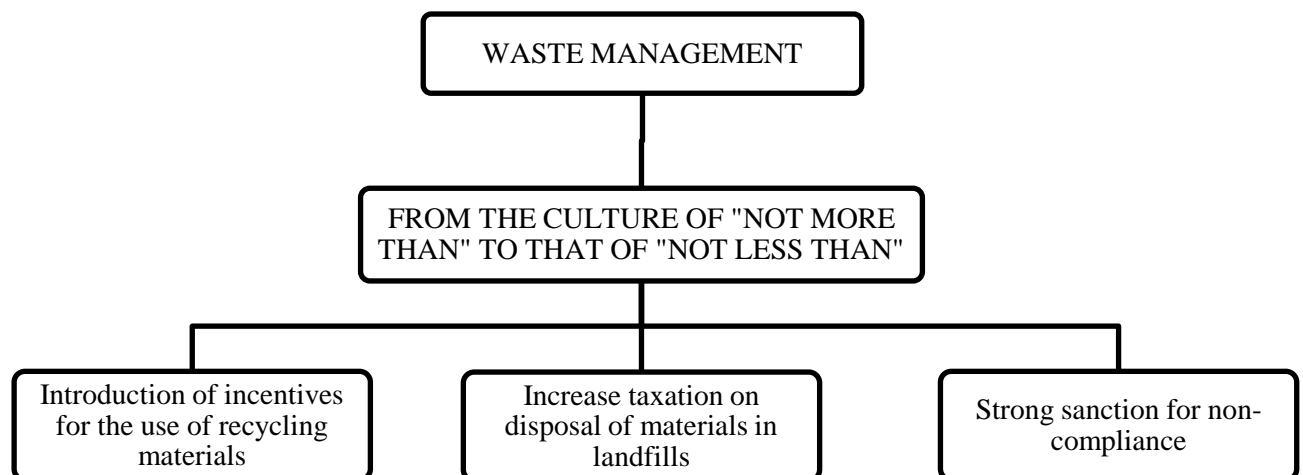 WASTE MANAGEMENT
FROM THE CULTURE OF "NOT MORE
THAN" TO THAT OF "NOT LESS THAN"
Introduction of incentives
for the use of recycling
materials
Increase taxation on
disposal of materials in
landfills
Strong sanction for non-
compliance